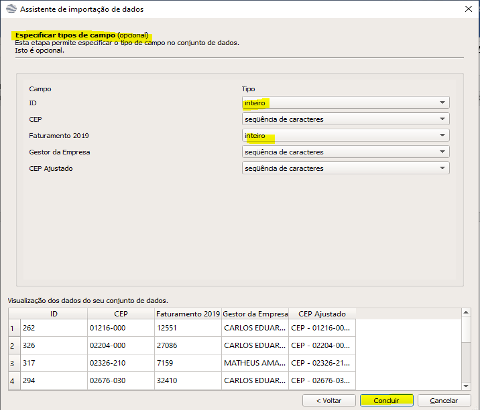 Assistente de importação de dados
Especificar tipos de campo (opcional)
Esta etapa permite especificar o tipo de campo no conjunto de dados.
Isto é opcional.
Campo Tipo
ID inteiro
CEP seqüência de caracteres
Faturamento 2019 inteiro
Gestor da Empresa seqüência de caracteres
CEP Ajustado seqüência de caracteres
Visualização dos dados do seu conjunto de dados.
ID CEP Faturamento 2019 Gestor da Empresa CEP Ajustado
1 262 01216-000 12551 CARLOS EDUAR... CEP - 01216-00...
2 326 02204-000 27086 CARLOS EDUAR... CEP - 02204-00...
3 317 02326-210 7159 MATHEUS AMA... CEP - 02326-21...
4 294 02676-030 32410 CARLOS EDUAR... CEP - 02676-03...
< Voltar Concluir Cancelar